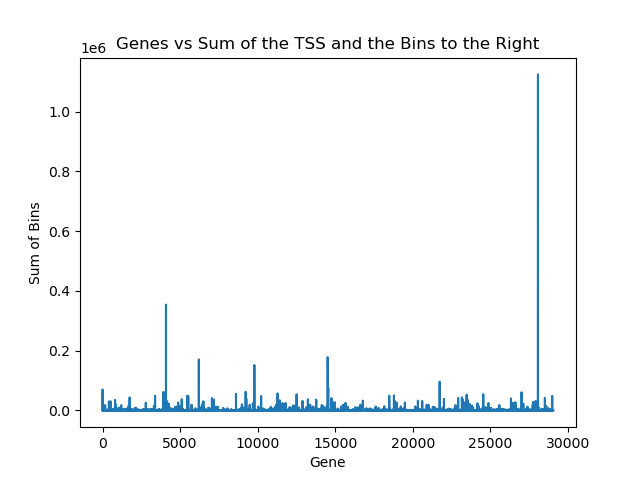 Genes vs Sum of the TSS and the Bins to the Right
1e6
1.0
0.8
0.6
0.4
0.2
0.0
Sum of Bins
0 5000 10000 15000 20000 25000 30000
Gene